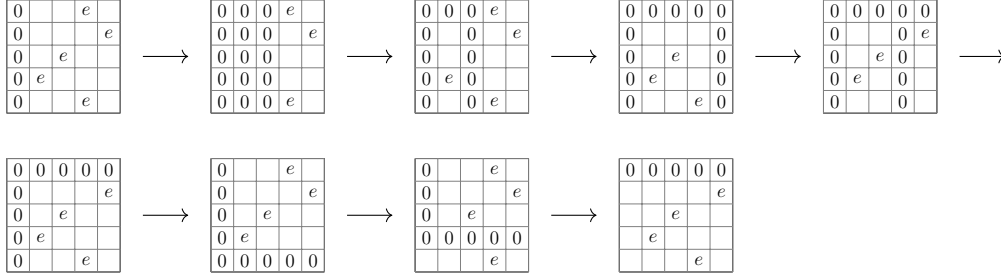 0 e 0 0 0 e 0 0 0 e 0 0 0 0 0 0 0 0 0 0
0 e 0 0 0 e 0 0 e 0 0 0 0 e
0 e → 0 0 0 → 0 0 → 0 e 0 → 0 e 0 →
0 e 0 0 0 0 e 0 0 e 0 0 e 0
0 e 0 0 0 e 0 0 e 0 e 0 0 0
0 0 0 0 0 0 e 0 e 0 0 0 0 0
0 e 0 e 0 e e
0 e → 0 e → 0 e → e
0 e 0 e 0 0 0 0 0 e
0 e 0 0 0 0 0 e e